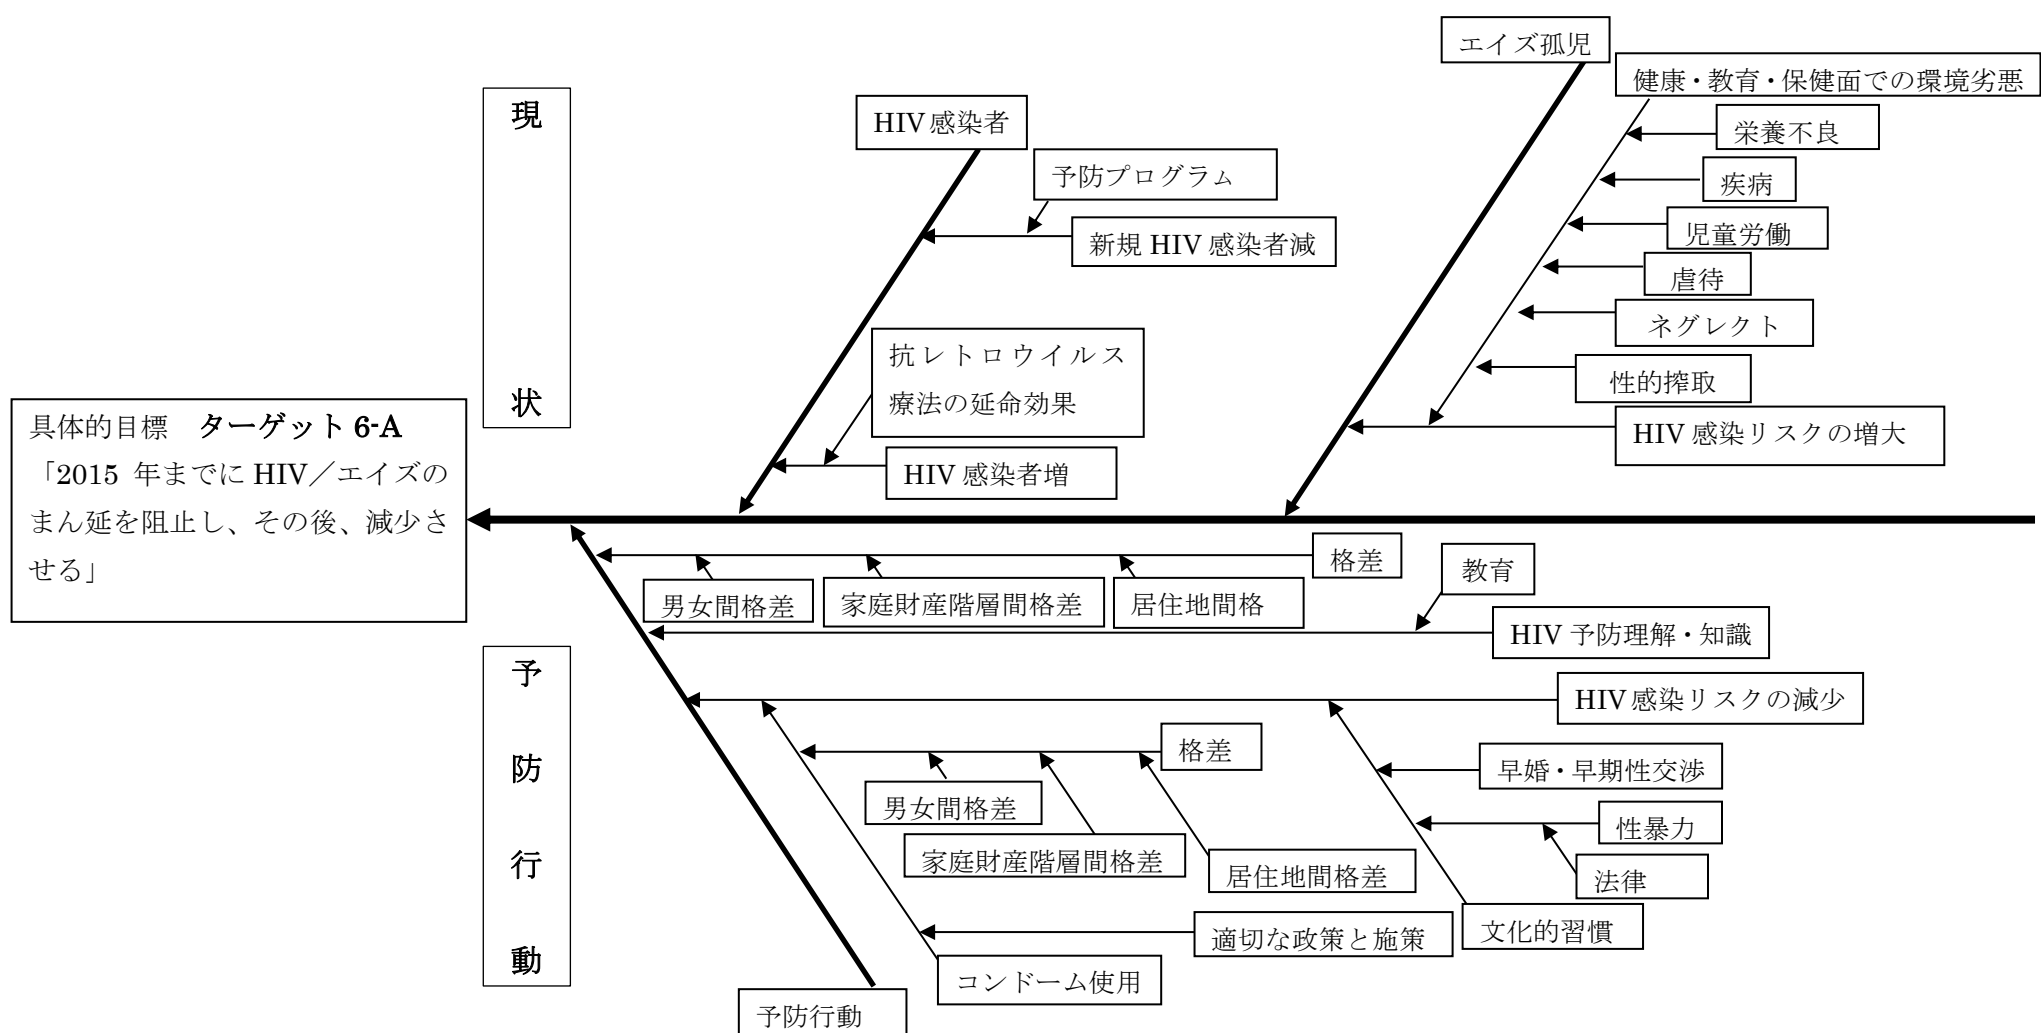 エイズ孤児
健康・教育・保健面での環境劣悪
現
状
HIV 感染者
栄養不良
予防プログラム
疾病
新規 HIV 感染者減
児童労働
虐待
ネグレクト
抗レトロウイルス
療法の延命効果
性的搾取
HIV 感染リスクの増大
HIV 感染者増
具体的目標　ターゲット 6-A
「2015 年までに HIV／エイズの
まん延を阻止し、その後、減少さ
せる」
格差
教育
男女間格差
家庭財産階層間格差
居住地間格
HIV 予防理解・知識
予
防
行
動
HIV 感染リスクの減少
格差
早婚・早期性交渉
男女間格差
性暴力
家庭財産階層間格差
居住地間格差
法律
文化的習慣
適切な政策と施策
コンドーム使用
予防行動